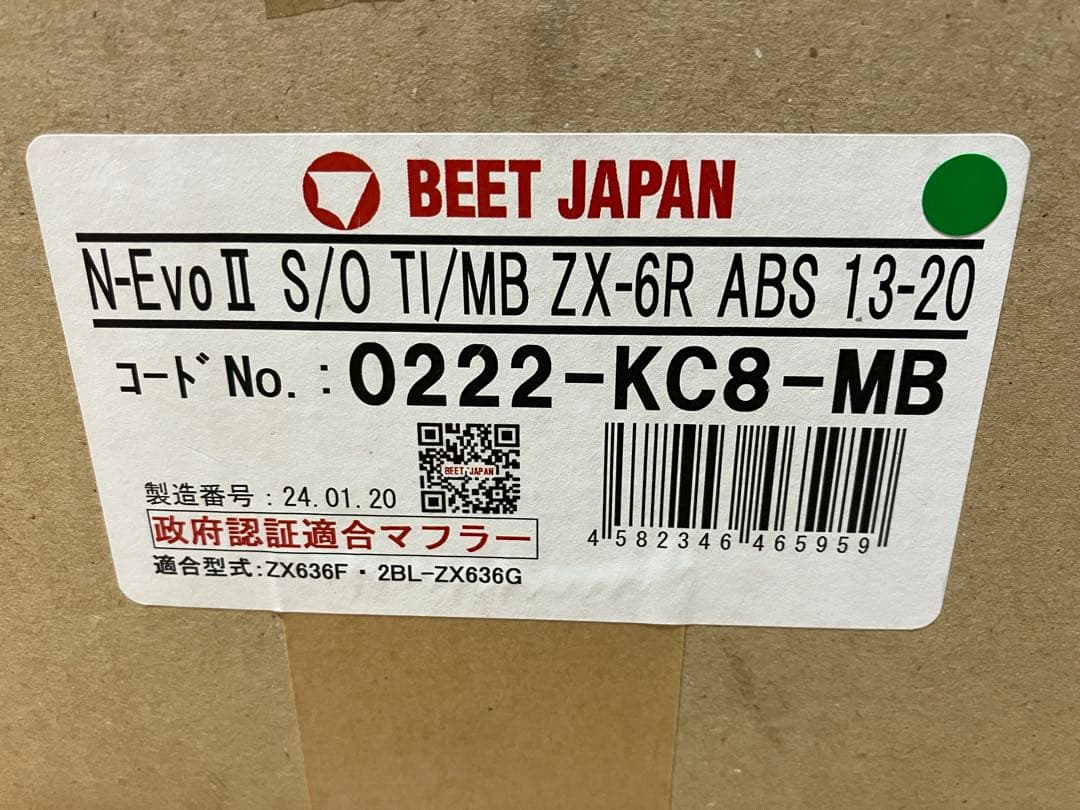 BEET JAPAN
N-EvoⅡ S/O TI/MB ZX-6R ABS 13-20
コードNo. : 0222-KC8-MB
BEET JAPAN
製造番号 : 24.01.20
政府認証適合マフラー
適合型式:ZX636F・2BL-ZX636G
4 582346 465959